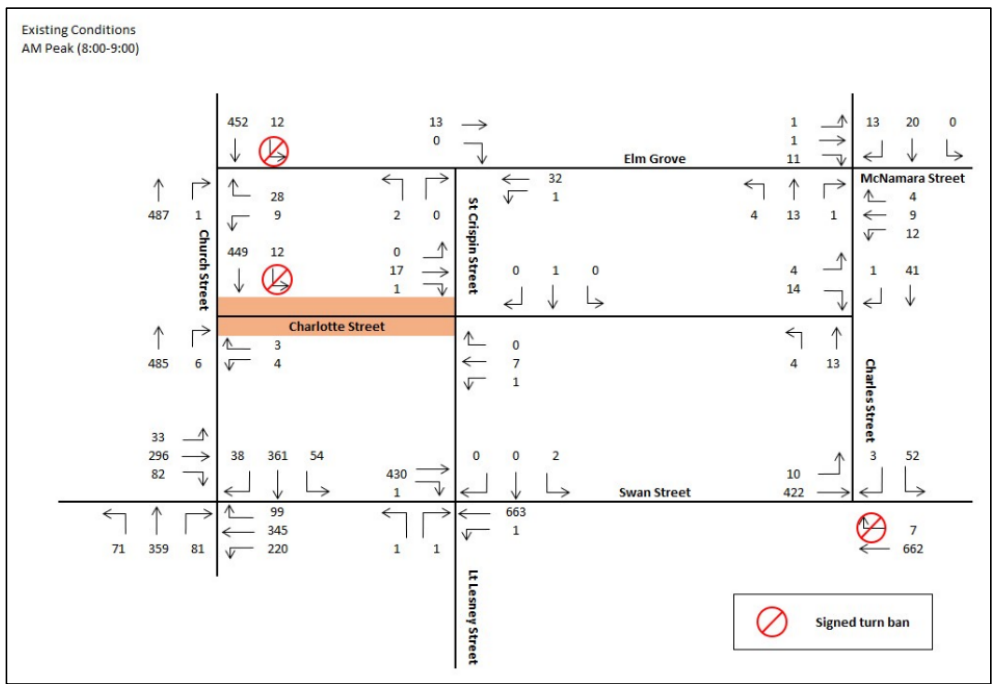 Existing Conditions
AM Peak (8:00-9:00)
452 12 13 1 13 20 0
0 1
Elm Grove 11
McNamara Street
487 1 28 2 0 32 4 13 1 4
9 1 9
12
Church Street
St Crispin Street
449 12 0 0 1 0 4 1 41
17 14
1
Charlotte Street
485 6 3 0 4 13
4 7
1
Charles Street
33
296 38 361 54 430 0 0 2 10 3 52
82 1 Swan Street 422
71 359 81 99 1 1 663 7
345 1 662
220
Lt Lesney Street
Signed turn ban